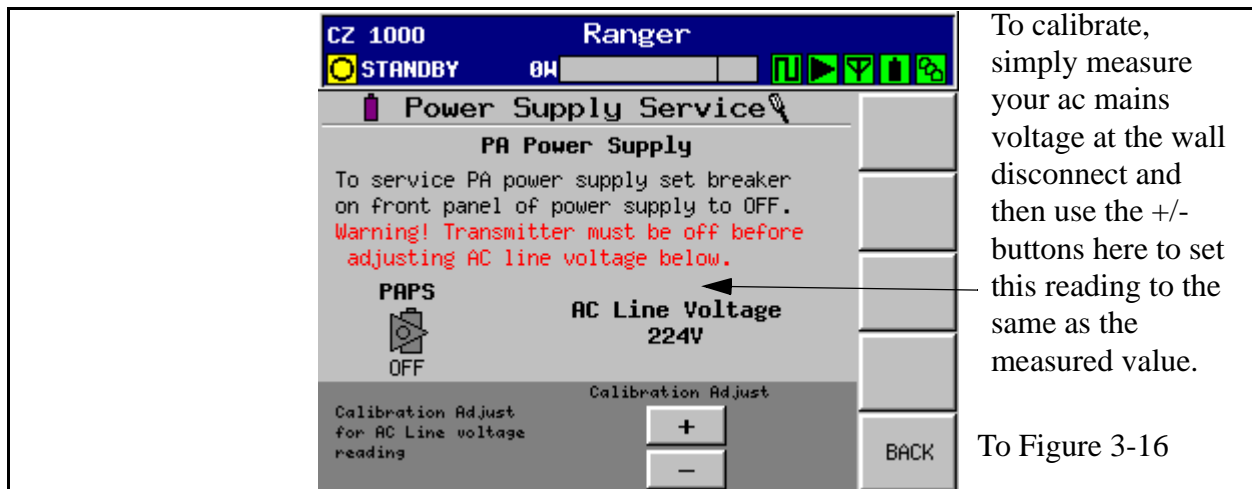 CZ 1000 Ranger
STANDBY 0W
Power Supply Service
PA Power Supply
To service PA power supply set breaker
on front panel of power supply to OFF.
Warning! Transmitter must be off before
adjusting AC line voltage below.
PAPS
OFF
AC Line Voltage
224V
Calibration Adjust
for AC Line voltage
reading
Calibration Adjust
+
−
BACK
To calibrate,
simply measure
your ac mains
voltage at the wall
disconnect and
then use the +/-
buttons here to set
this reading to the
same as the
measured value.
To Figure 3-16